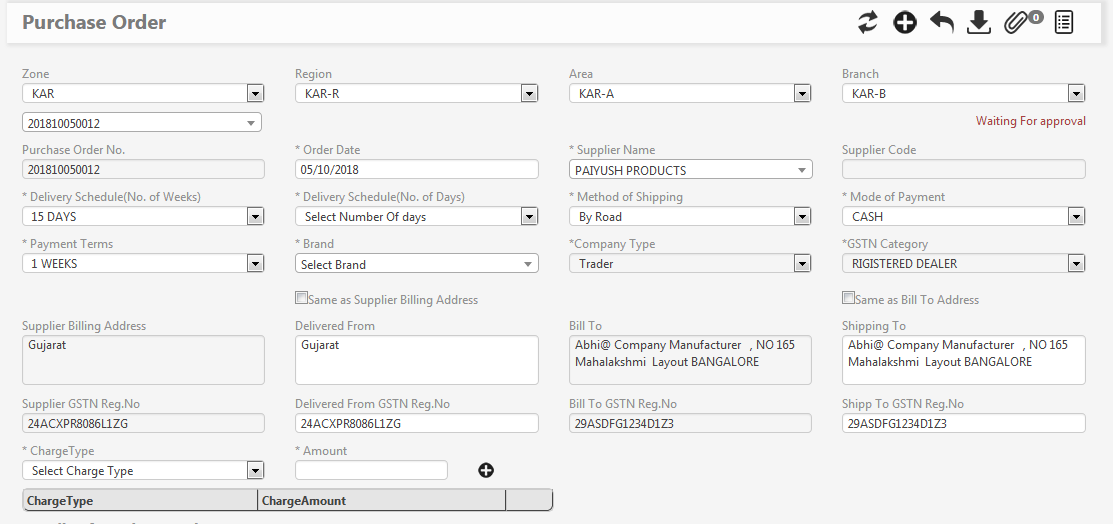 Purchase Order
0
Zone Region Area Branch
KAR KAR-R KAR-A KAR-B
201810050012 Waiting For approval
Purchase Order No. * Order Date * Supplier Name Supplier Code
201810050012 05/10/2018 PAIYUSH PRODUCTS
* Delivery Schedule(No. of Weeks) * Delivery Schedule(No. of Days) * Method of Shipping * Mode of Payment
15 DAYS Select Number Of days By Road CASH
* Payment Terms * Brand *Company Type *GSTN Category
1 WEEKS Select Brand Trader RIGISTERED DEALER
Same as Supplier Billing Address Same as Bill To Address
Supplier Billing Address Delivered From Bill To Shipping To
Gujarat Gujarat Abhi@ Company Manufacturer , NO 165 Abhi@ Company Manufacturer , NO 165
Mahalakshmi Layout BANGALORE Mahalakshmi Layout BANGALORE
Supplier GSTN Reg.No Delivered From GSTN Reg.No Bill To GSTN Reg.No Shipp To GSTN Reg.No
24ACXPR8086L1ZG 24ACXPR8086L1ZG 29ASDFG1234D1Z3 29ASDFG1234D1Z3
* ChargeType * Amount
Select Charge Type
ChargeType ChargeAmount